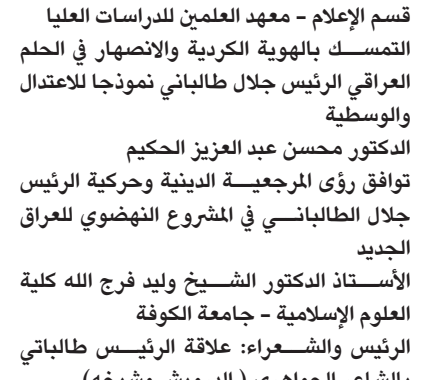 قسم الإعلام – معهد العلمين للدراسات العليا
التمسك بالهوية الكردية والانصهار في الحلم
العراقي الرئيس جلال طالباني نموذجا للاعتدال
والوسطية
الدكتور محسن عبد العزيز الحكيم
توافق رؤى المرجعية الدينية وحركية الرئيس
جلال الطالباني في المشروع النهضوي للعراق
الجديد
الأستاذ الدكتور الشيخ وليد فرج الله كلية
العلوم الإسلامية – جامعة الكوفة
الرئيس والشعراء: علاقة الرئيس طالباتي